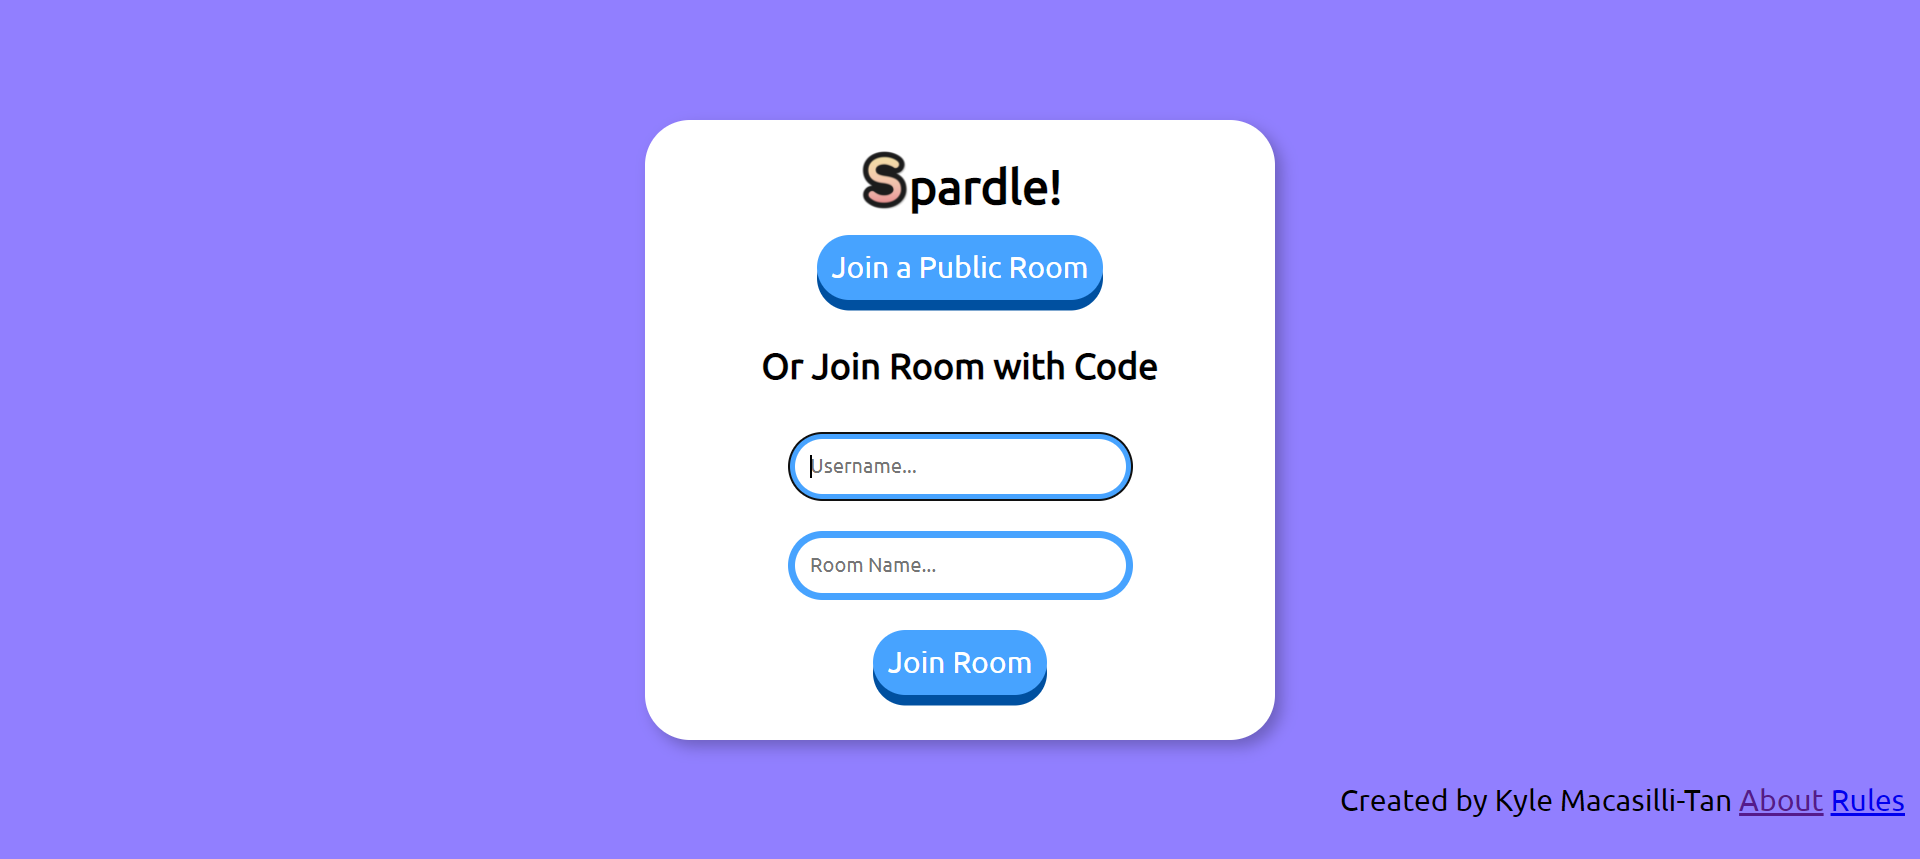 Spardle!
Join a Public Room
Or Join Room with Code
Username...
Room Name...
Join Room
Created by Kyle Macasilli-Tan About Rules